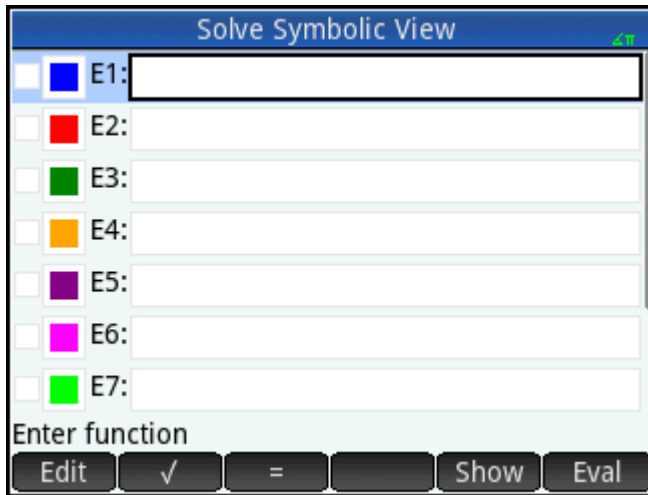 Solve Symbolic View
∡π
E1:
E2:
E3:
E4:
E5:
E6:
E7:
Enter function
Edit √ = Show Eval